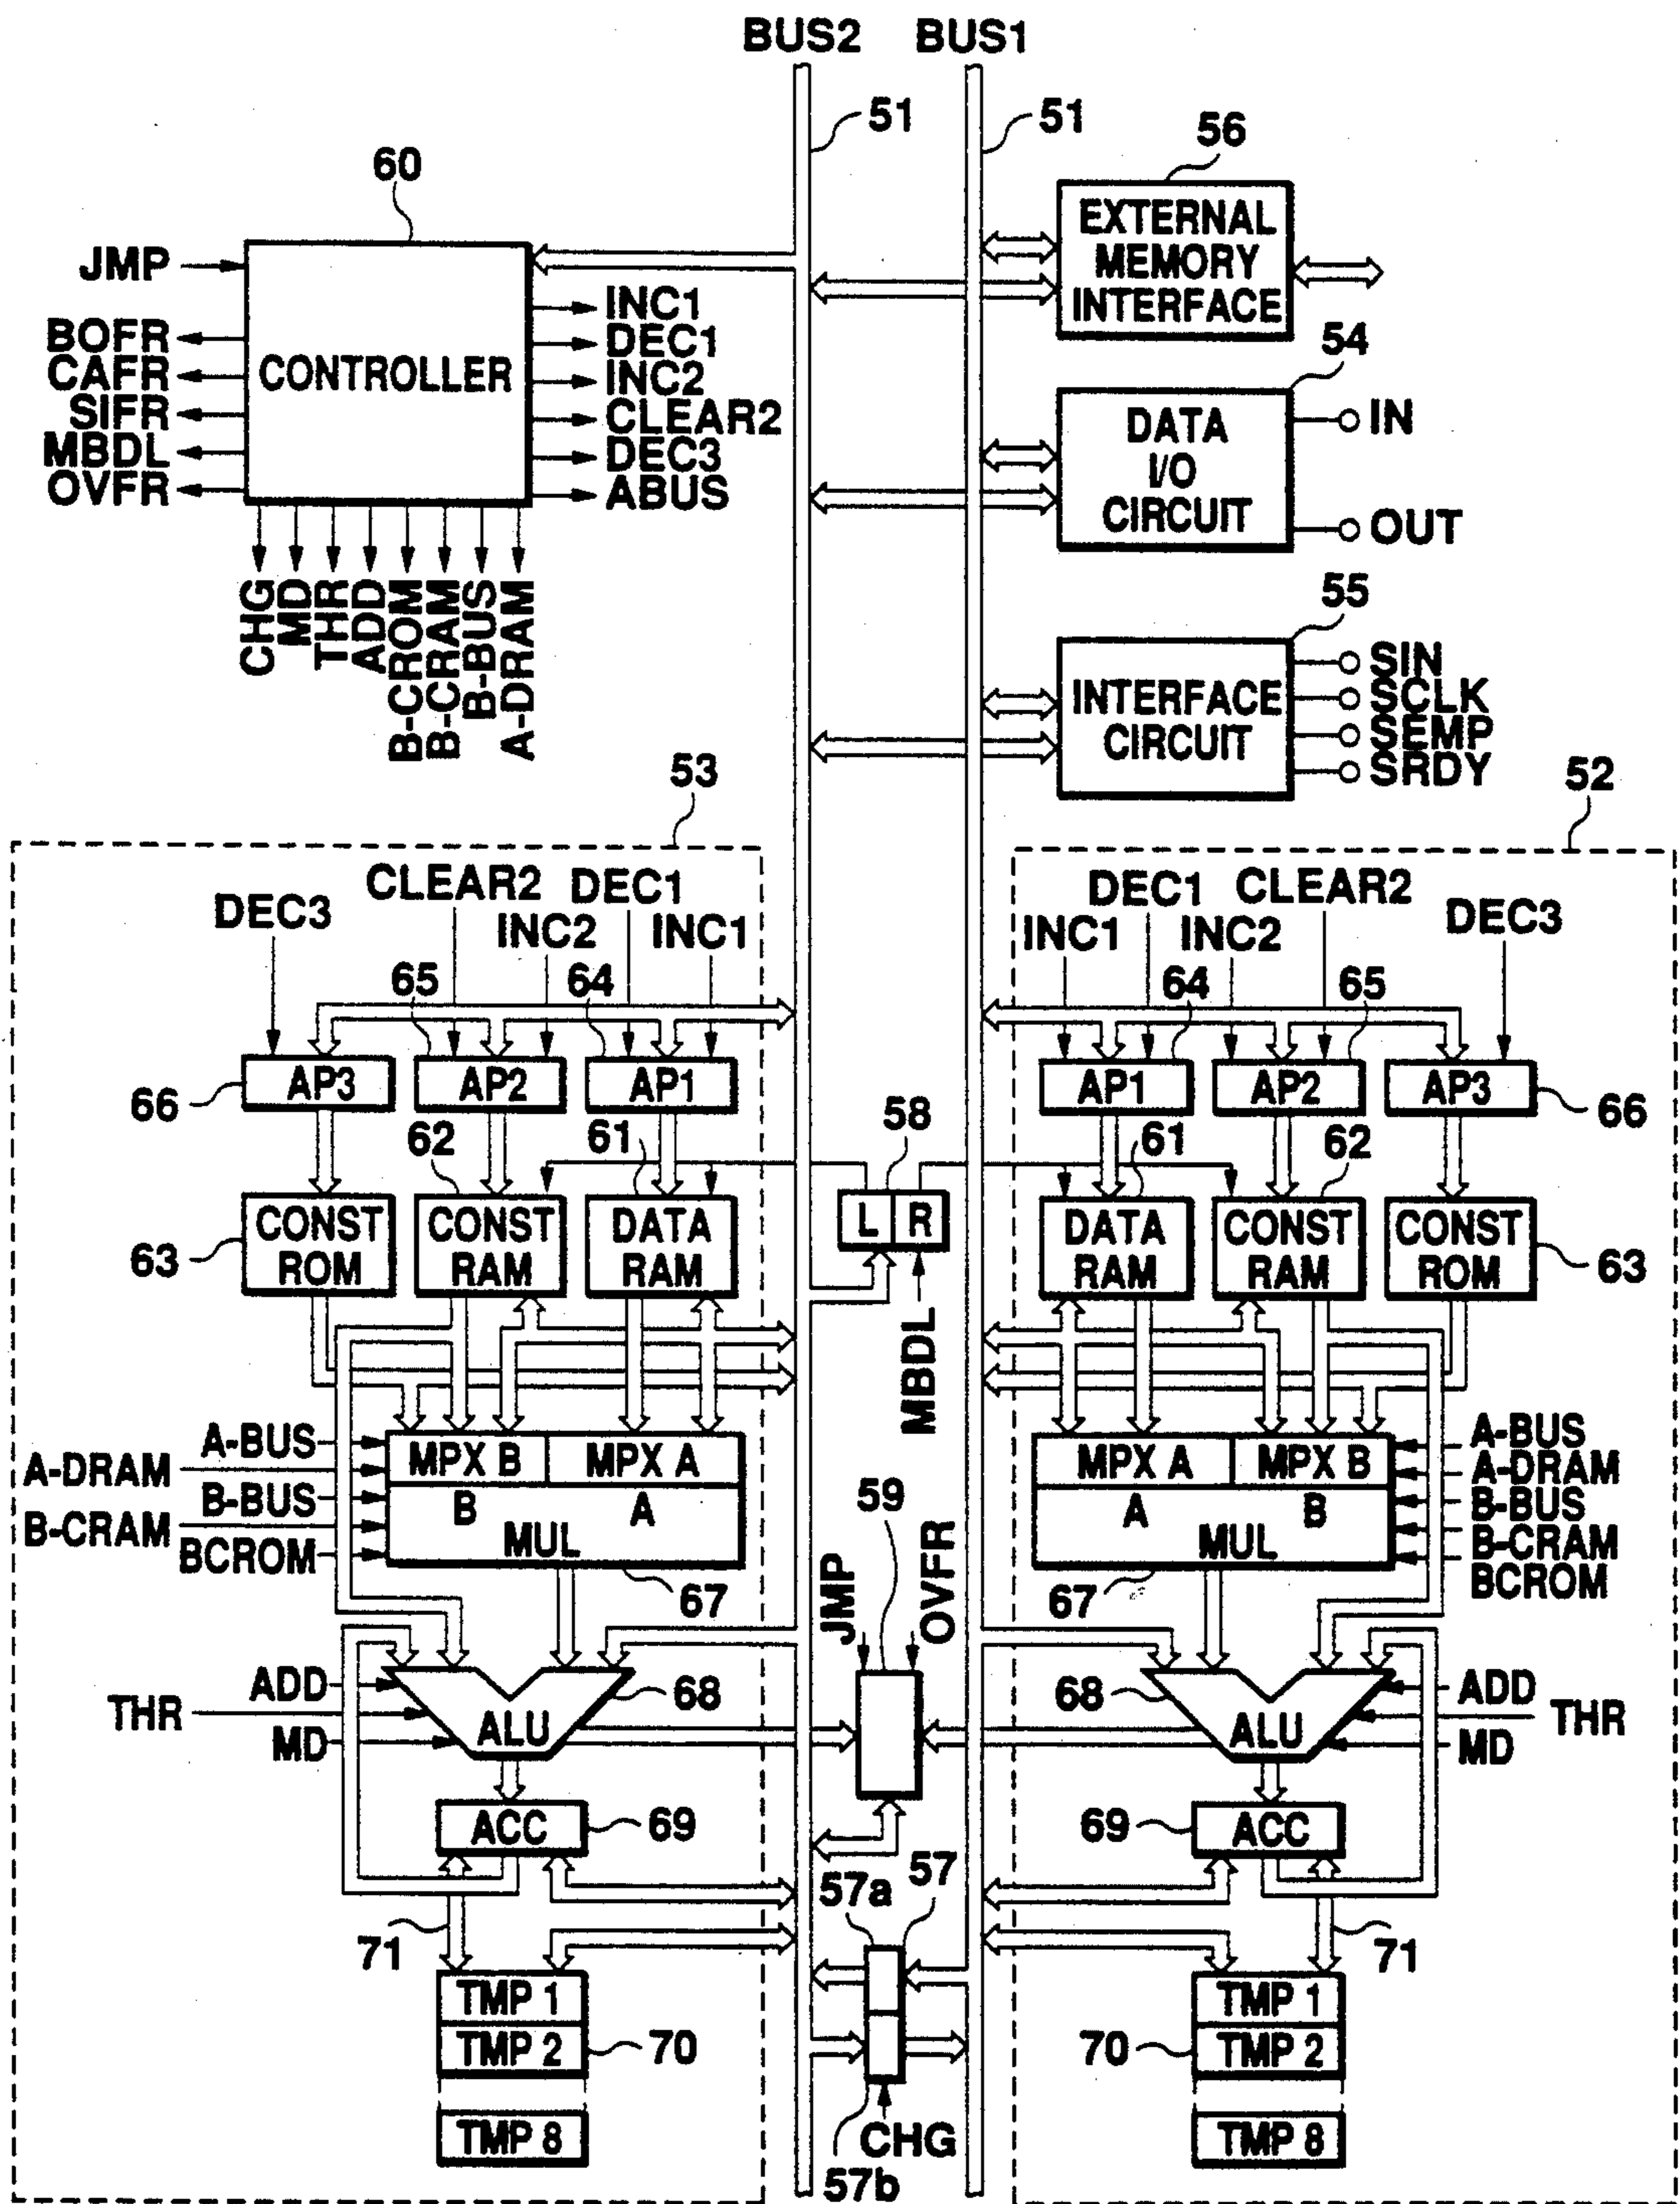 BUS2 BUS1
51 51
56
60
EXTERNAL
MEMORY
INTERFACE
JMP
INC1
BOFR
DEC1
54
CAFR
CONTROLLER
INC2
SIFR
CLEAR2
MBDL
DEC3
OVFR
ABUS
DATA
I/O
CIRCUIT
IN
OUT
CHG
MD
THR
ADD
B-CROM
B-CRAM
B-BUS
A-DRAM
55
INTERFACE
CIRCUIT
SIN
SCLK
SEMP
SRDY
53
52
DEC3
CLEAR2
DEC1
INC2
INC1
65
64
AP3
AP2
AP1
66
62
61
CONST
ROM
CONST
RAM
DATA
RAM
63
58
L R
MBDL
DEC1
CLEAR2
INC1
INC2
DEC3
64
65
AP1
AP2
AP3
66
61
62
DATA
RAM
CONST
RAM
CONST
ROM
63
A-BUS
A-DRAM
B-BUS
B-CRAM
BCROM
MPX B
MPX A
B
A
MUL
67
59
JMP
OVFR
MPX A
MPX B
A
B
MUL
67
A-BUS
A-DRAM
B-BUS
B-CRAM
BCROM
ADD
THR
MD
ALU
68
68
ALU
ADD
THR
MD
ACC
69
69
ACC
57a
57
71
71
TMP 1
TMP 2
70
TMP 8
CHG
57b
TMP 1
70
TMP 2
TMP 8